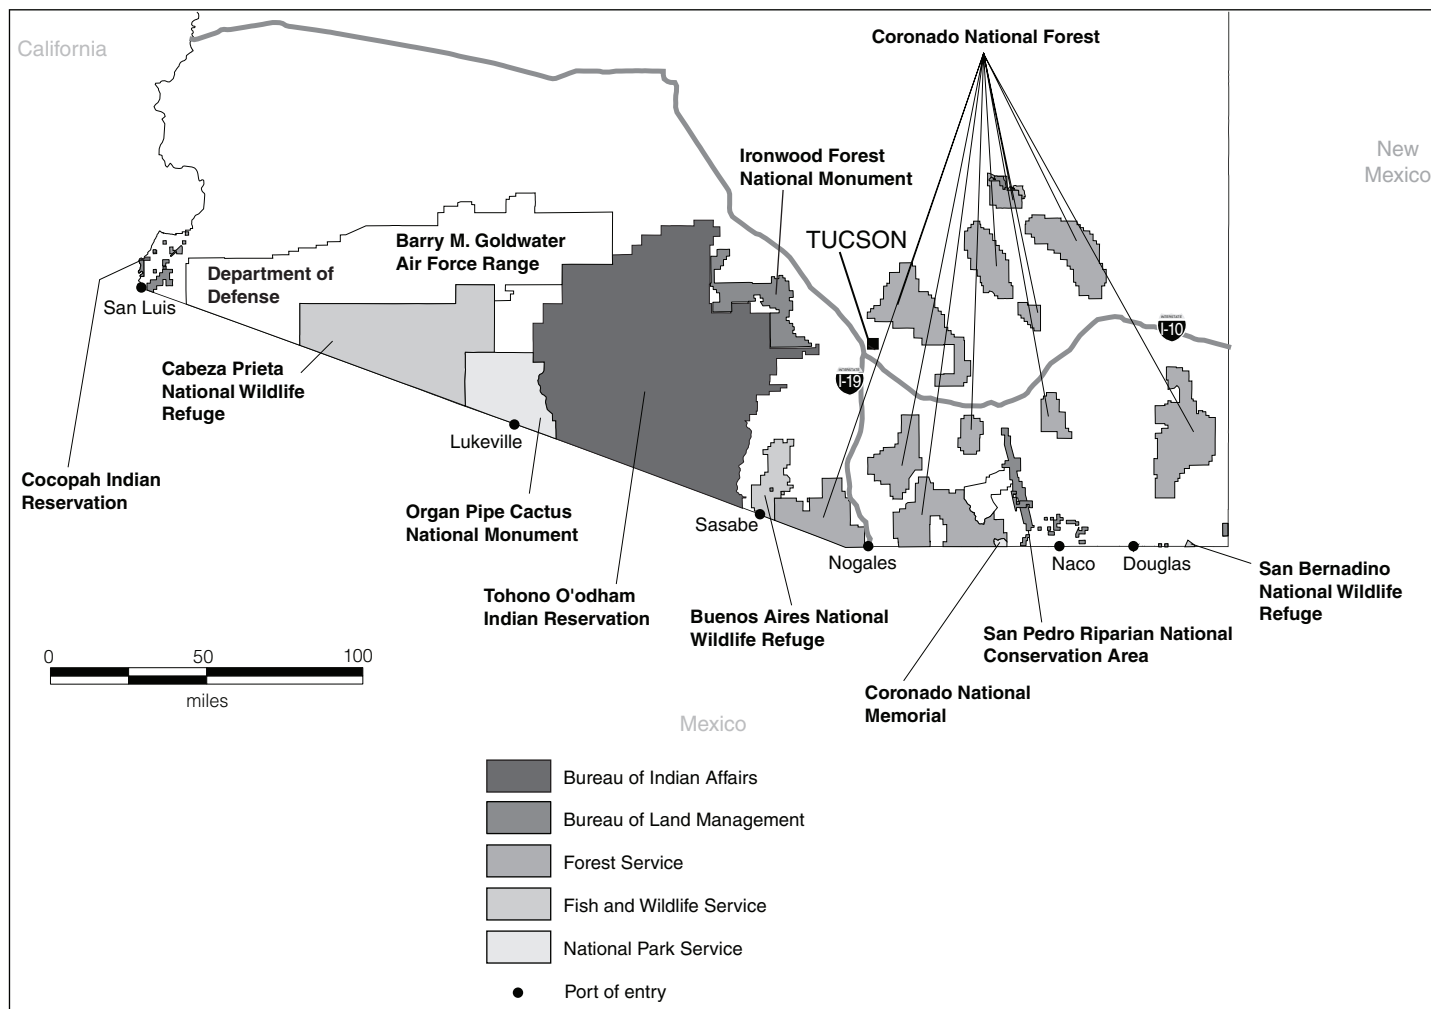 California
Coronado National Forest
New
Mexico
Ironwood Forest
National Monument
TUCSON
Barry M. Goldwater
Air Force Range
Department of
Defense
San Luis
I-10
I-19
Cabeza Prieta
National Wildlife
Refuge
Lukeville
Cocopah Indian
Reservation
Organ Pipe Cactus
National Monument
Sasabe
Nogales
Naco
Douglas
San Bernadino
National Wildlife
Refuge
Tohono O'odham
Indian Reservation
Buenos Aires National
Wildlife Refuge
San Pedro Riparian National
Conservation Area
Coronado National
Memorial
0 50 100
miles
Mexico
Bureau of Indian Affairs
Bureau of Land Management
Forest Service
Fish and Wildlife Service
National Park Service
Port of entry